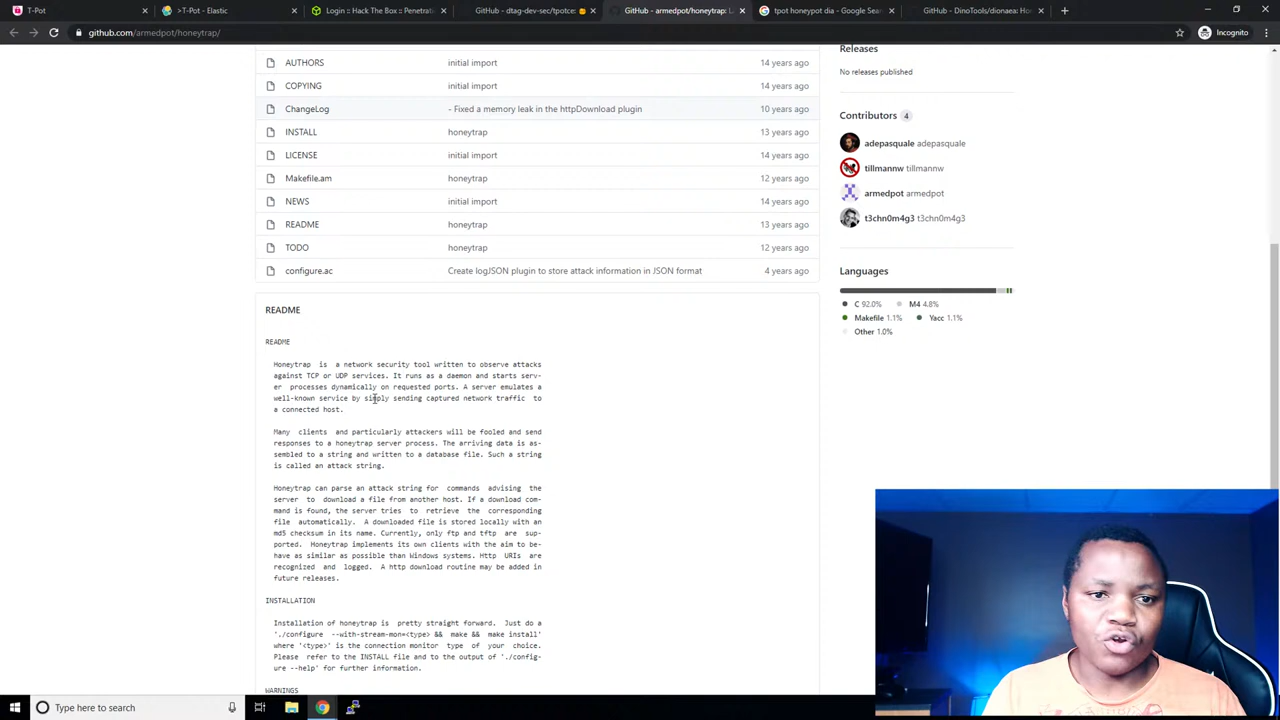 T-Pot
>T-Pot - Elastic
Login :: Hack The Box :: Penetrati
GitHub - dtag-dev-sec/tpotce:
GitHub - armedpot/honeytrap: L
tpot honeypot dia - Google Sea
GitHub - DinoTools/dionaea: Hom
github.com/armedpot/honeytrap/
Incognito
AUTHORS initial import 14 years ago
COPYING initial import 14 years ago
ChangeLog - Fixed a memory leak in the httpDownload plugin 10 years ago
INSTALL honeytrap 13 years ago
LICENSE initial import 14 years ago
Makefile.am honeytrap 12 years ago
NEWS initial import 14 years ago
README honeytrap 13 years ago
TODO honeytrap 12 years ago
configure.ac Create logJSON plugin to store attack information in JSON format 4 years ago
README
README
Honeytrap is a network security tool written to observe attacks
against TCP or UDP services. It runs as a daemon and starts serv-
er processes dynamically on requested ports. A server emulates a
well-known service by simply sending captured network traffic to
a connected host.
Many clients and particularly attackers will be fooled and send
responses to a honeytrap server process. The arriving data is as-
sembled to a string and written to a database file. Such a string
is called an attack string.
Honeytrap can parse an attack string for commands advising the
server to download a file from another host. If a download com-
mand is found, the server tries to retrieve the corresponding
file automatically. A downloaded file is stored locally with an
md5 checksum in its name. Currently, only ftp and tftp are sup-
ported. Honeytrap implements its own clients with the aim to be-
have as similar as possible than Windows systems. Http URIs are
recognized and logged. A http download routine may be added in
future releases.
INSTALLATION
Installation of honeytrap is pretty straight forward. Just do a
'./configure --with-stream-mon=<type> && make && make install'
where '<type>' is the connection monitor type of your choice.
Please refer to the INSTALL file and to the output of './config-
ure --help' for further information.
WARNINGS
Releases
No releases published
Contributors 4
adepasquale adepasquale
tillmannw tillmannw
armedpot armedpot
t3chn0m4g3 t3chn0m4g3
Languages
C 92.0% M4 4.8%
Makefile 1.1% Yacc 1.1%
Other 1.0%
Type here to search